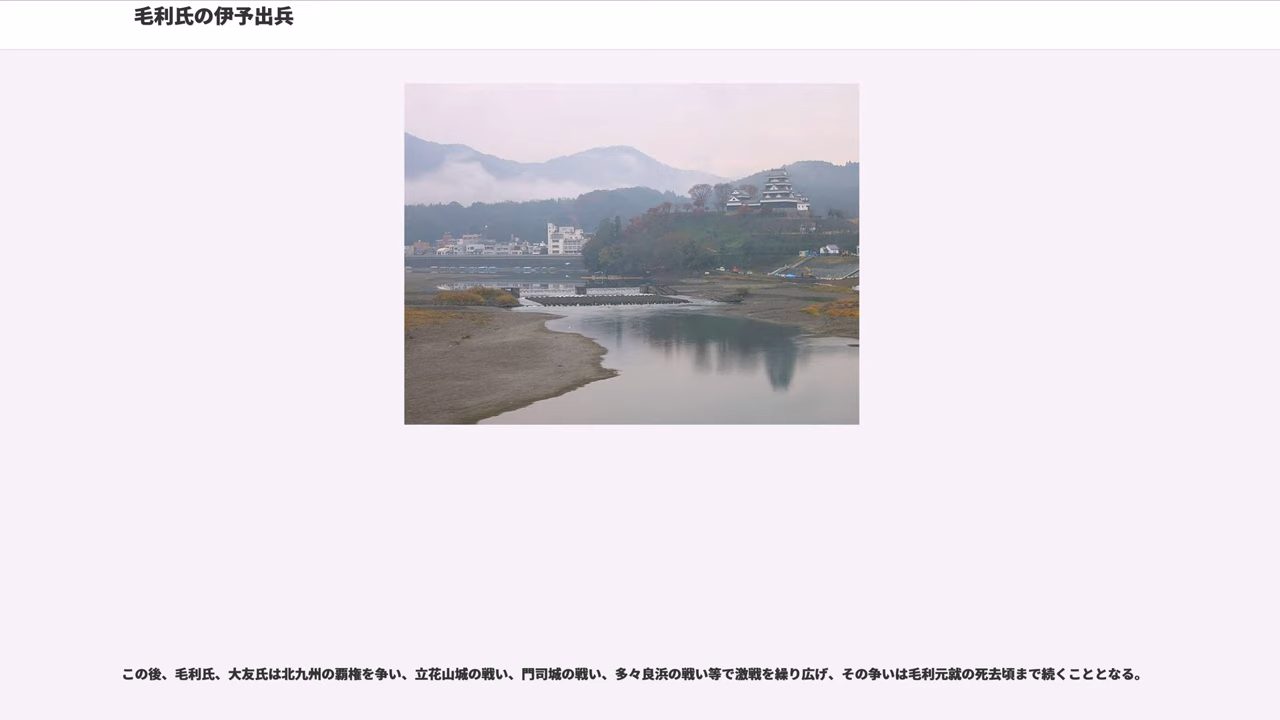 毛利氏の伊予出兵
この後、毛利氏、大友氏は北九州の覇権を争い、立花山城の戦い、門司城の戦い、多々良浜の戦い等で激戦を繰り広げ、その争いは毛利元就の死去頃まで続くこととなる。